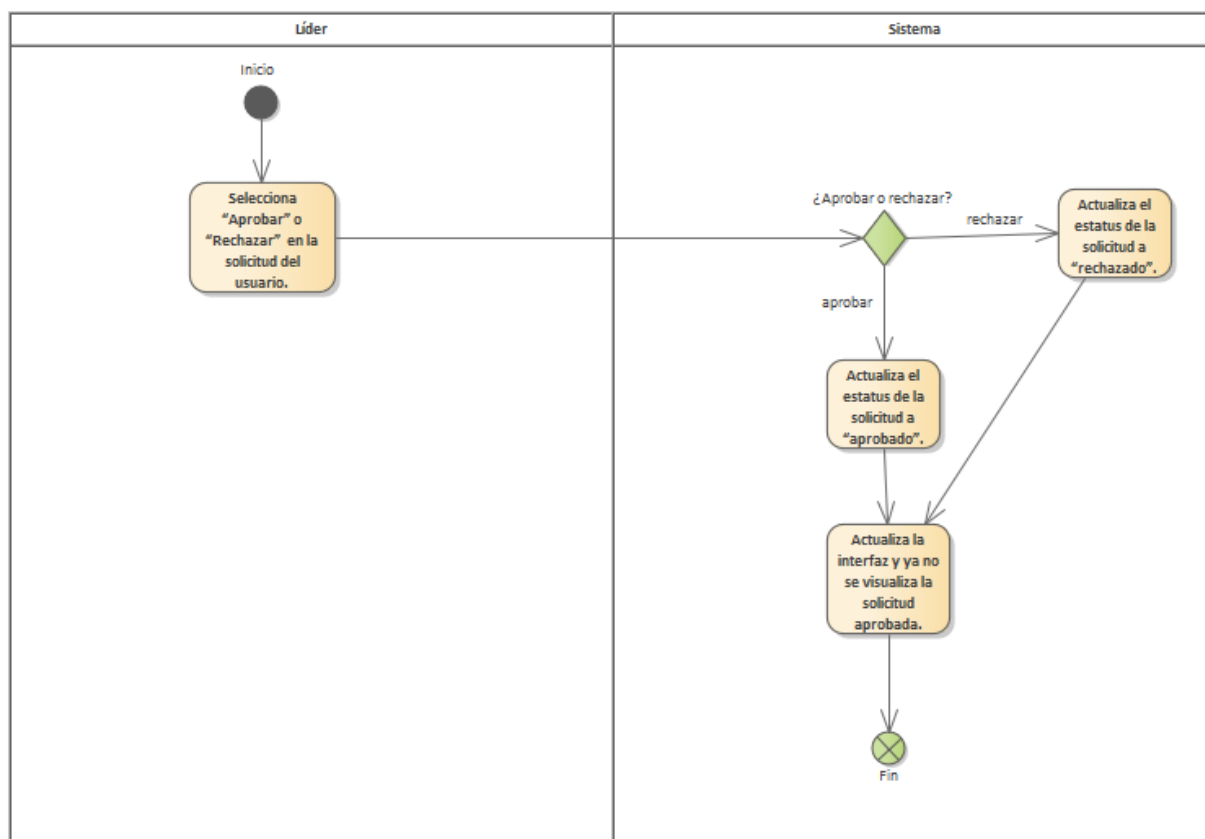 Líder
Sistema
Inicio
Selecciona
“Aprobar” o
“Rechazar” en la
solicitud del
usuario.
¿Aprobar o rechazar?
rechazar
Actualiza el
estatus de la
solicitud a
“rechazado”.
aprobar
Actualiza el
estatus de la
solicitud a
“aprobado”.
Actualiza la
interfaz y ya no
se visualiza la
solicitud
aprobada.
Fin